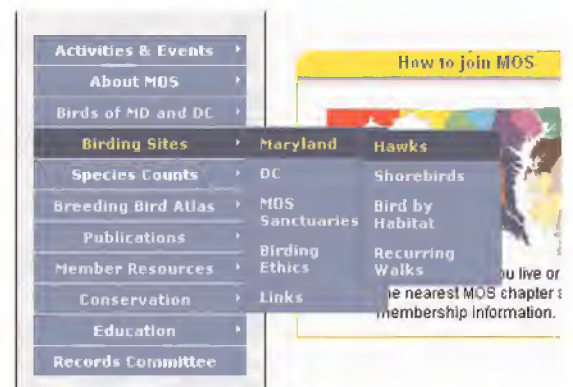 Activities & Events
About MOS
Birds of MD and DC
Birding Sites
Species Counts
Breeding Bird Atlas
Publications
Member Resources
Conservation
Education
Records Committee
Maryland
DC
MOS
Sanctuaries
Birding
Ethics
Links
Hawks
Shorebirds
Bird by
Habitat
Recurring
Walks
How to join MOS
live or
nearest MOS chapter
membership information.